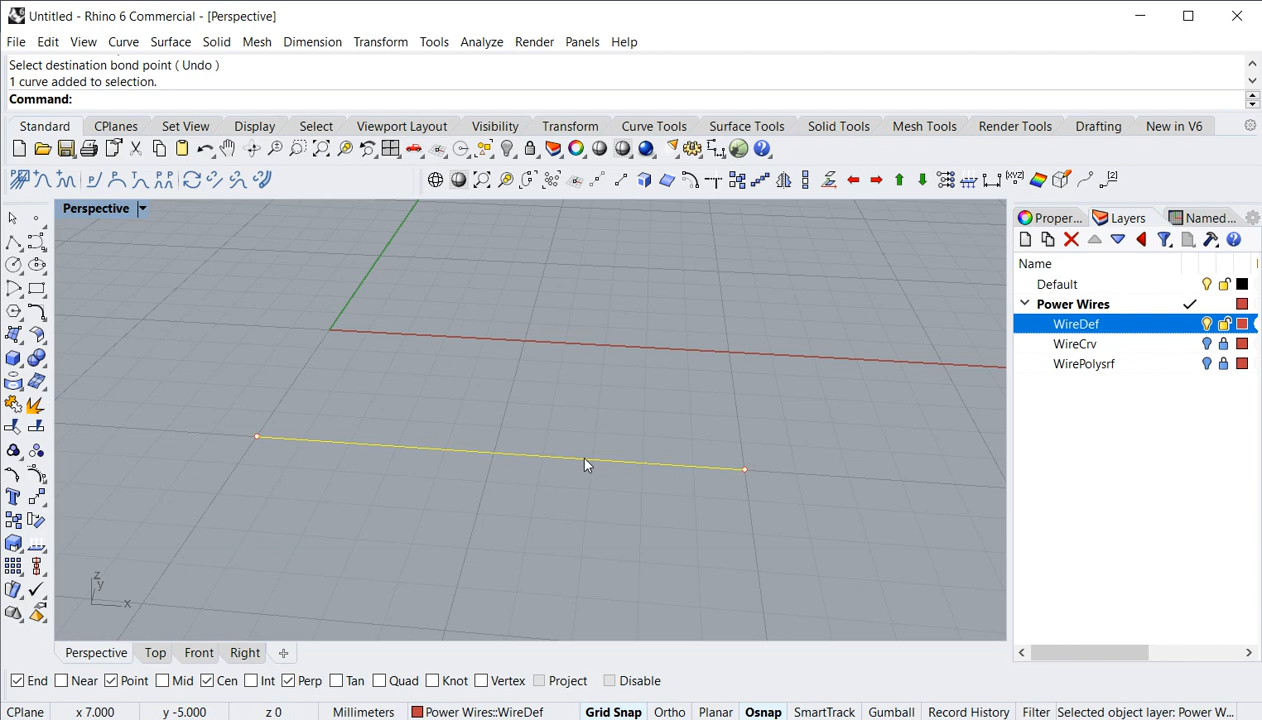 Untitled - Rhino 6 Commercial - [Perspective]
File Edit View Curve Surface Solid Mesh Dimension Transform Tools Analyze Render Panels Help
Select destination bond point ( Undo )
1 curve added to selection.
Command:
Standard CPlanes Set View Display Select Viewport Layout Visibility Transform Curve Tools Surface Tools Solid Tools Mesh Tools Render Tools Drafting New in V6
Perspective
Proper... Layers Named...
Name
Default
Power Wires
WireDef
WireCrv
WirePolysrf
z
y
x
Perspective Top Front Right
End Near Point Mid Cen Int Perp Tan Quad Knot Vertex Project Disable
CPlane x 7.000 y -5.000 z 0 Millimeters Power Wires::WireDef Grid Snap Ortho Planar Osnap SmartTrack Gumball Record History Filter Selected object layer: Power W...